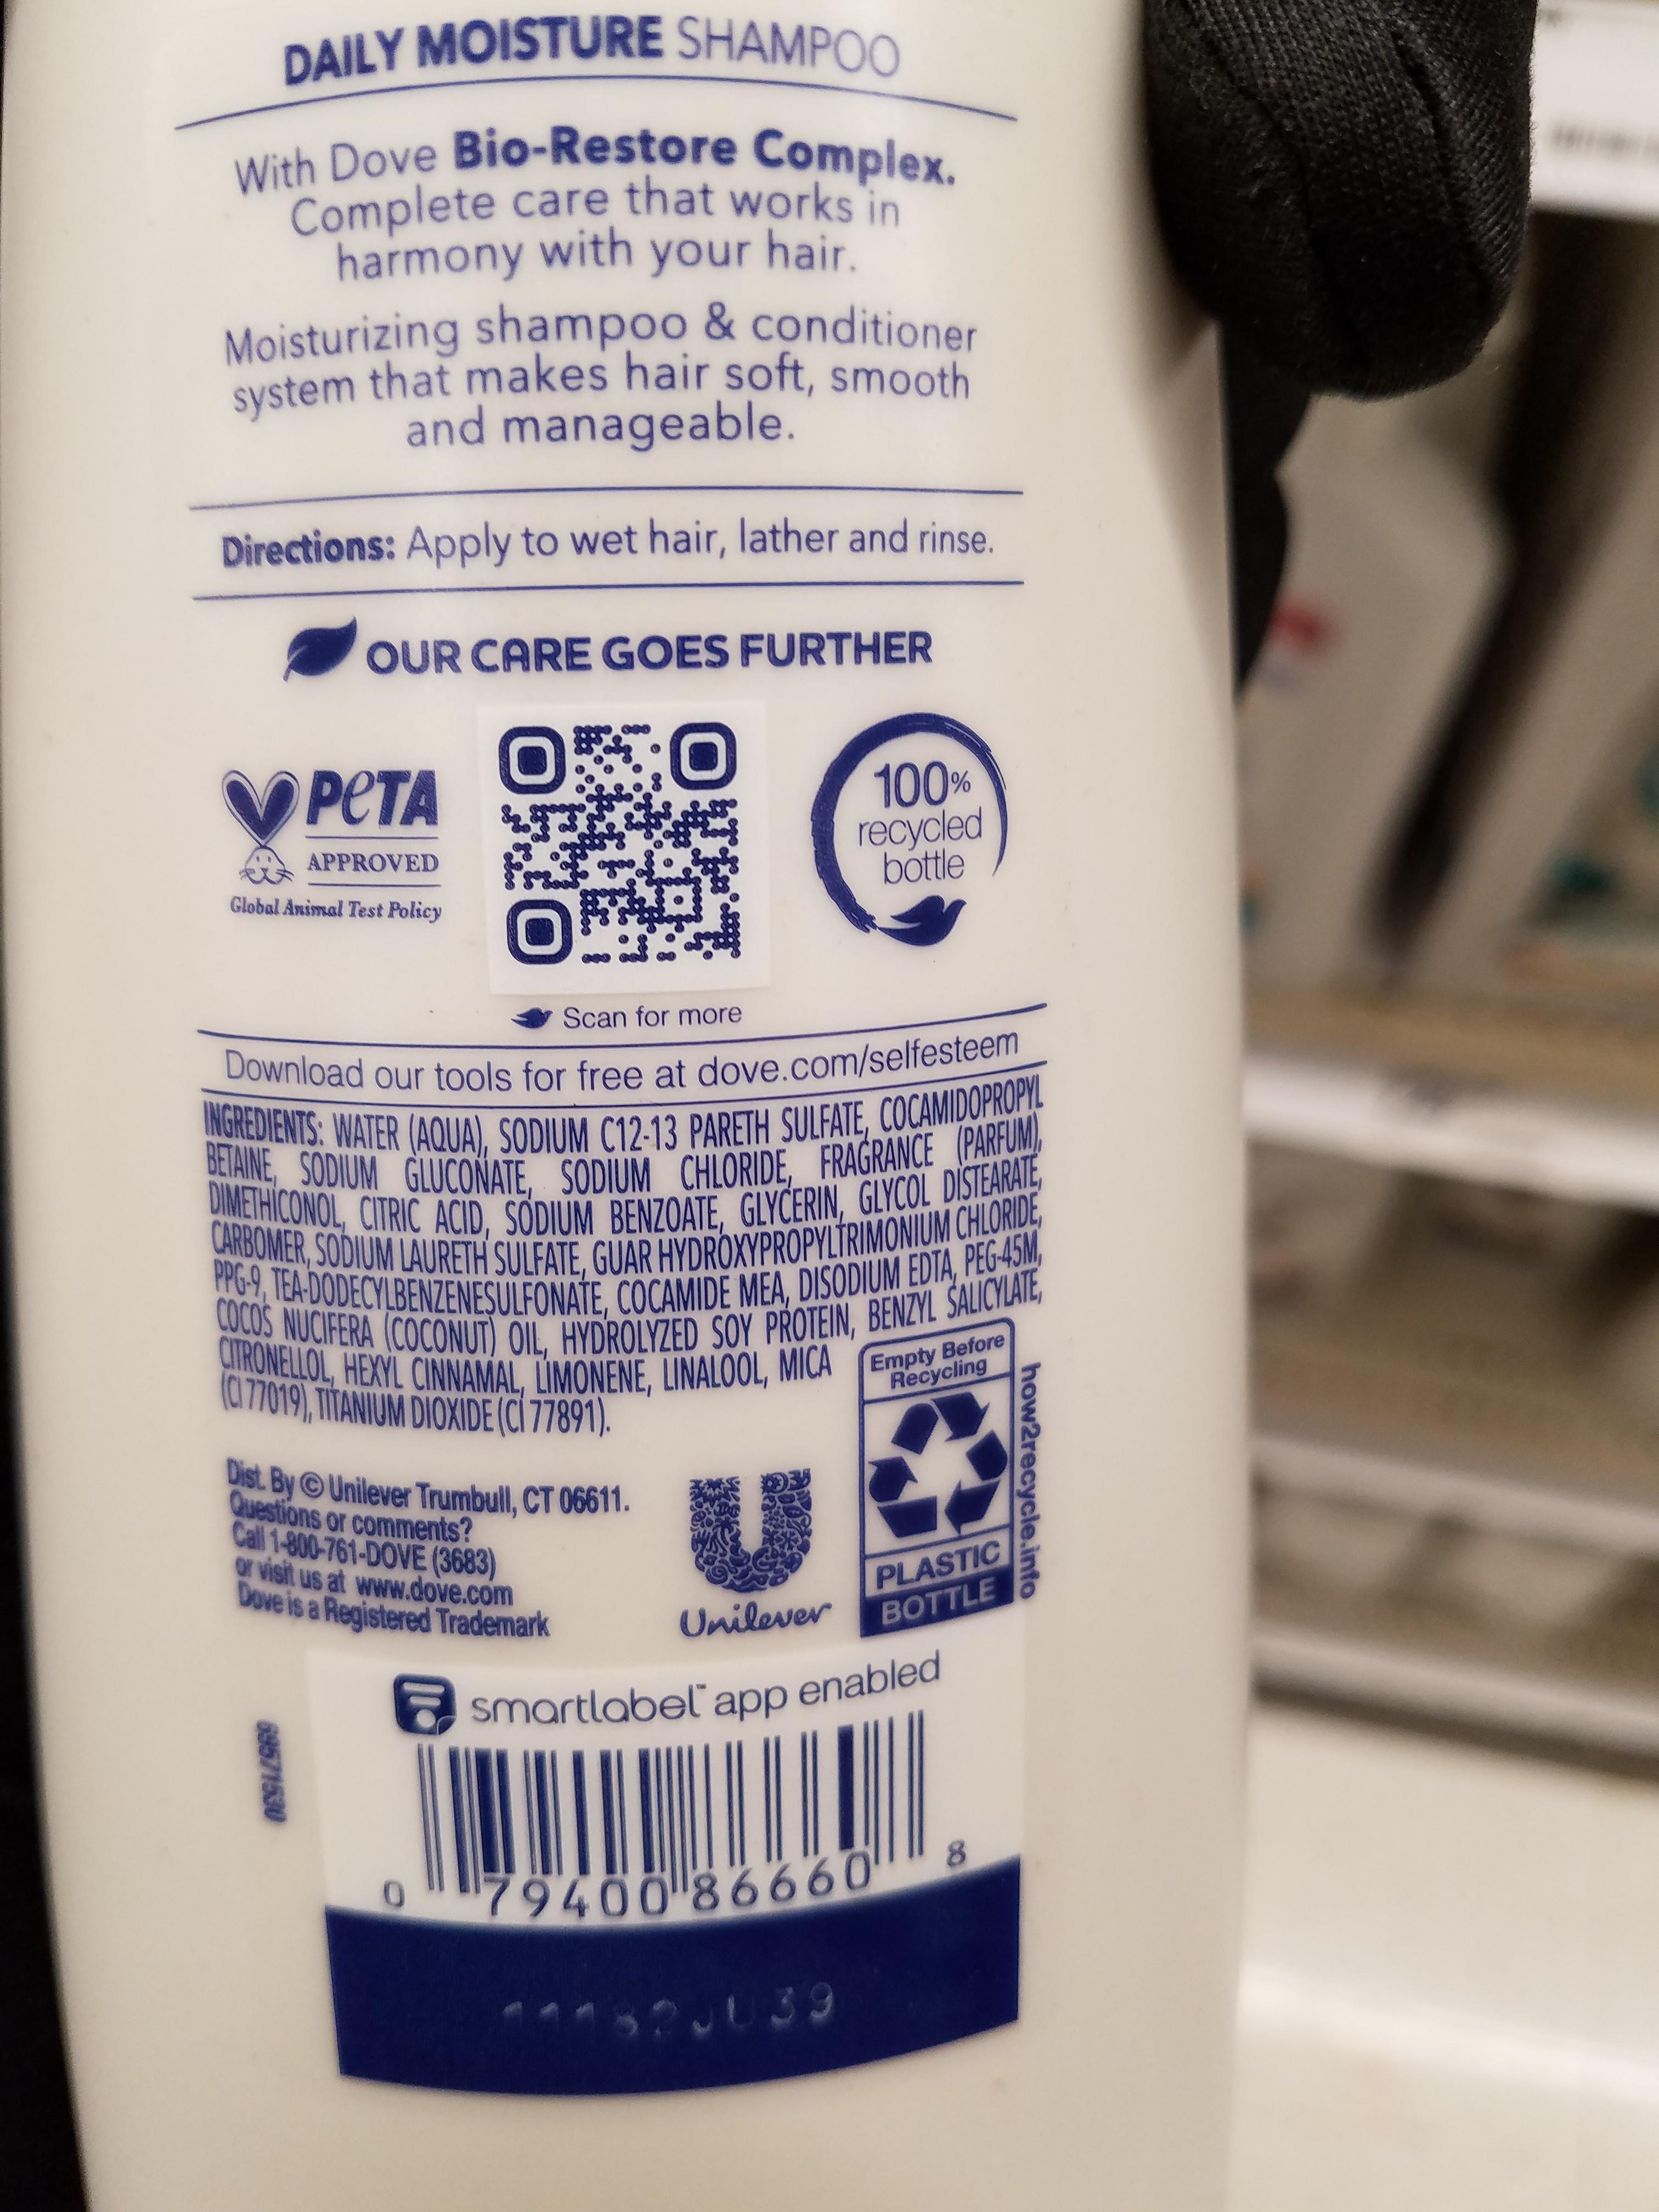 DAILY MOISTURE SHAMPOO
With Dove Bio-Restore Complex.
Complete care that works in
harmony with your hair.
Moisturizing shampoo & conditioner
system that makes hair soft, smooth
and manageable.
Directions: Apply to wet hair, lather and rinse.
OUR CARE GOES FURTHER
PETA
APPROVED
Global Animal Test Policy
100%
recycled
bottle
Scan for more
Download our tools for free at dove.com/selfesteem
INGREDIENTS: WATER (AQUA), SODIUM C12-13 PARETH SULFATE, COCAMIDOPROPYL
BETAINE, SODIUM GLUCONATE, SODIUM CHLORIDE, FRAGRANCE (PARFUM),
DIMETHICONOL, CITRIC ACID, SODIUM BENZOATE, GLYCERIN, GLYCOL DISTEARATE,
CARBOMER, SODIUM LAURETH SULFATE, GUAR HYDROXYPROPYLTRIMONIUM CHLORIDE,
PPG-9, TEA-DODECYLBENZENESULFONATE, COCAMIDE MEA, DISODIUM EDTA, PEG-45M,
COCOS NUCIFERA (COCONUT) OIL, HYDROLYZED SOY PROTEIN, BENZYL SALICYLATE,
CITRONELLOL, HEXYL CINNAMAL, LIMONENE, LINALOOL, MICA
(CI 77019), TITANIUM DIOXIDE (CI 77891).
Empty Before
Recycling
PLASTIC
BOTTLE
how2recycle.info
Dist. By © Unilever Trumbull, CT 06611.
Questions or comments?
Call 1-800-761-DOVE (3683)
or visit us at www.dove.com
Dove is a Registered Trademark
Unilever
smartlabel™ app enabled
0 79400 86660 8